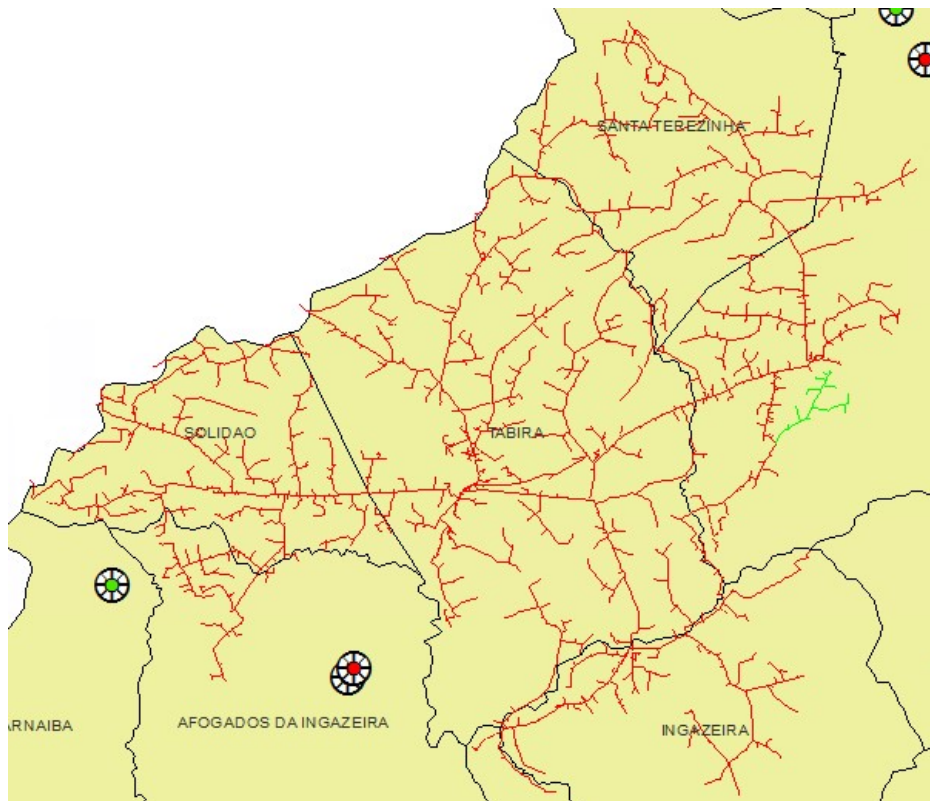 SANTA TEREZINHA
SOLIDAO
TABIRA
ARNAIBA
AFOGADOS DA INGAZEIRA
INGAZEIRA